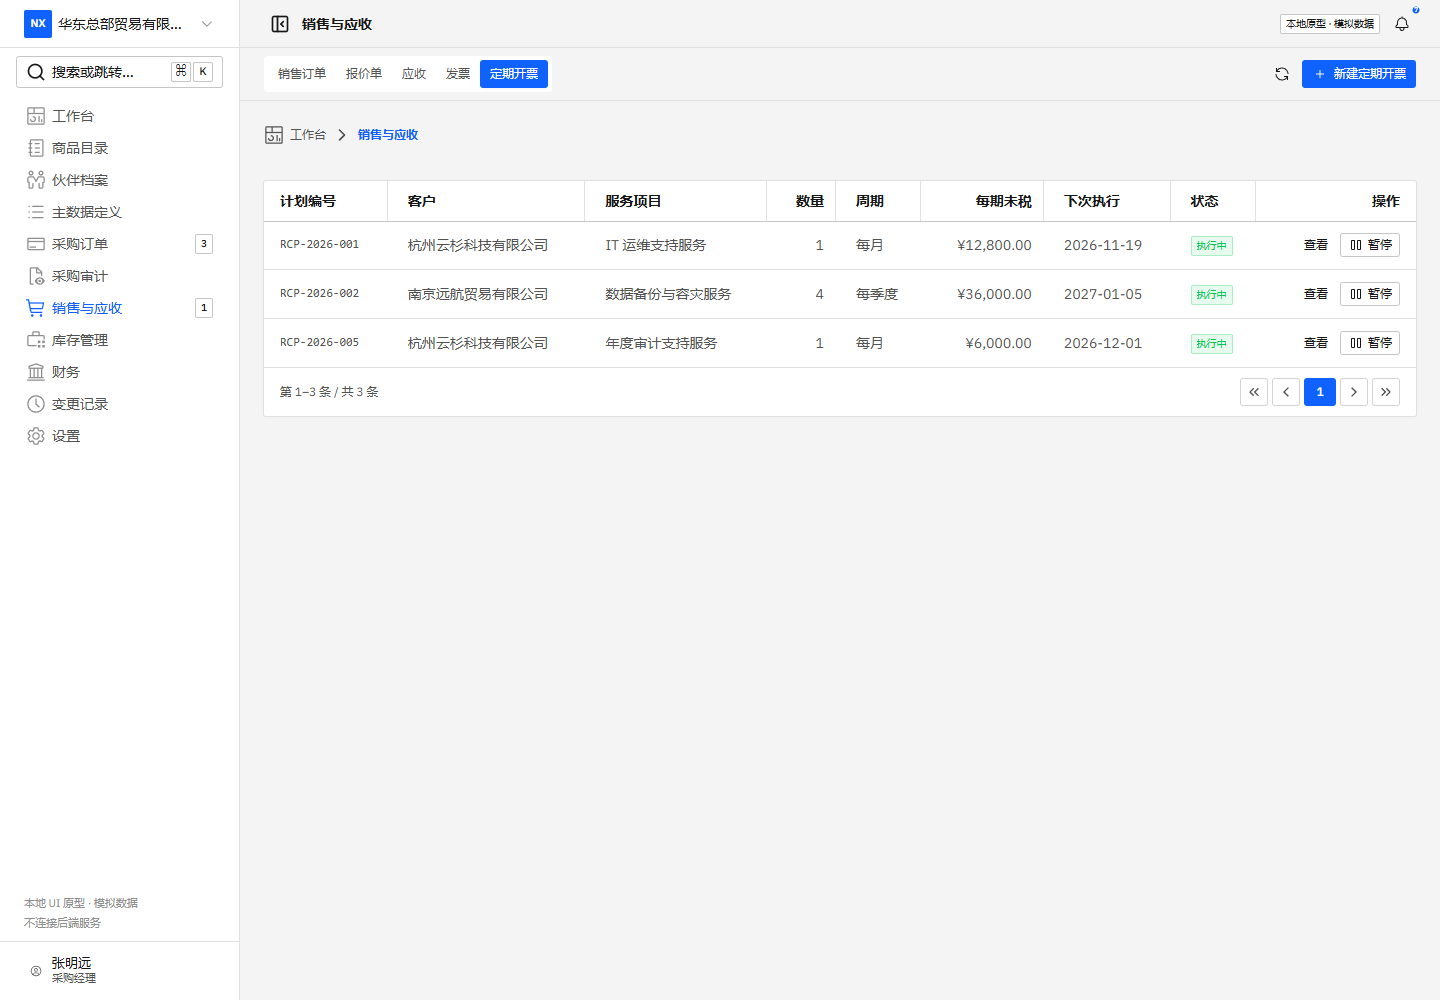 NX 华东总部贸易有限...
搜索或跳转... ⌘ K
工作台
商品目录
伙伴档案
主数据定义
采购订单 3
采购审计
销售与应收 1
库存管理
财务
变更记录
设置
本地 UI 原型 · 模拟数据
不连接后端服务
张明远
采购经理
销售与应收
本地原型 · 模拟数据
销售订单 报价单 应收 发票 定期开票
+ 新建定期开票
工作台 > 销售与应收
计划编号 客户 服务项目 数量 周期 每期未税 下次执行 状态 操作
RCP-2026-001 杭州云杉科技有限公司 IT 运维支持服务 1 每月 ¥12,800.00 2026-11-19 执行中 查看 暂停
RCP-2026-002 南京远航贸易有限公司 数据备份与容灾服务 4 每季度 ¥36,000.00 2027-01-05 执行中 查看 暂停
RCP-2026-005 杭州云杉科技有限公司 年度审计支持服务 1 每月 ¥6,000.00 2026-12-01 执行中 查看 暂停
第 1–3 条 / 共 3 条
« ‹ 1 › »